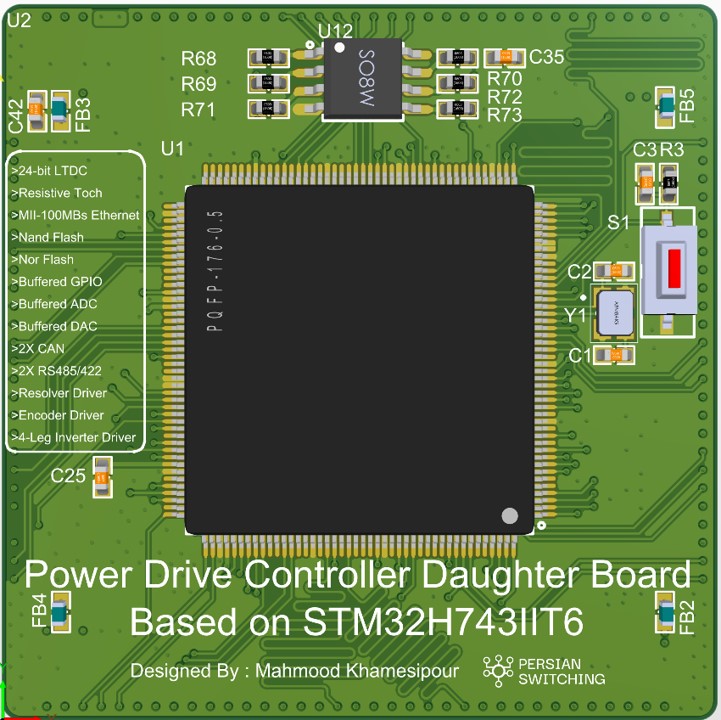 U2
U12
R68
R69
R71
SO8W
C35
R70
R72
R73
C42
FB3
FB5
U1
C3 R3
>24-bit LTDC
>Resistive Toch
>MII-100MBs Ethernet
>Nand Flash
>Nor Flash
>Buffered GPIO
>Buffered ADC
>Buffered DAC
>2X CAN
>2X RS485/422
>Resolver Driver
>Encoder Driver
>4-Leg Inverter Driver
PQFP-176-0.5
S1
C2
Y1
C1
C25
Power Drive Controller Daughter Board
Based on STM32H743IIT6
FB4
FB2
Designed By : Mahmood Khamesipour
PERSIAN
SWITCHING